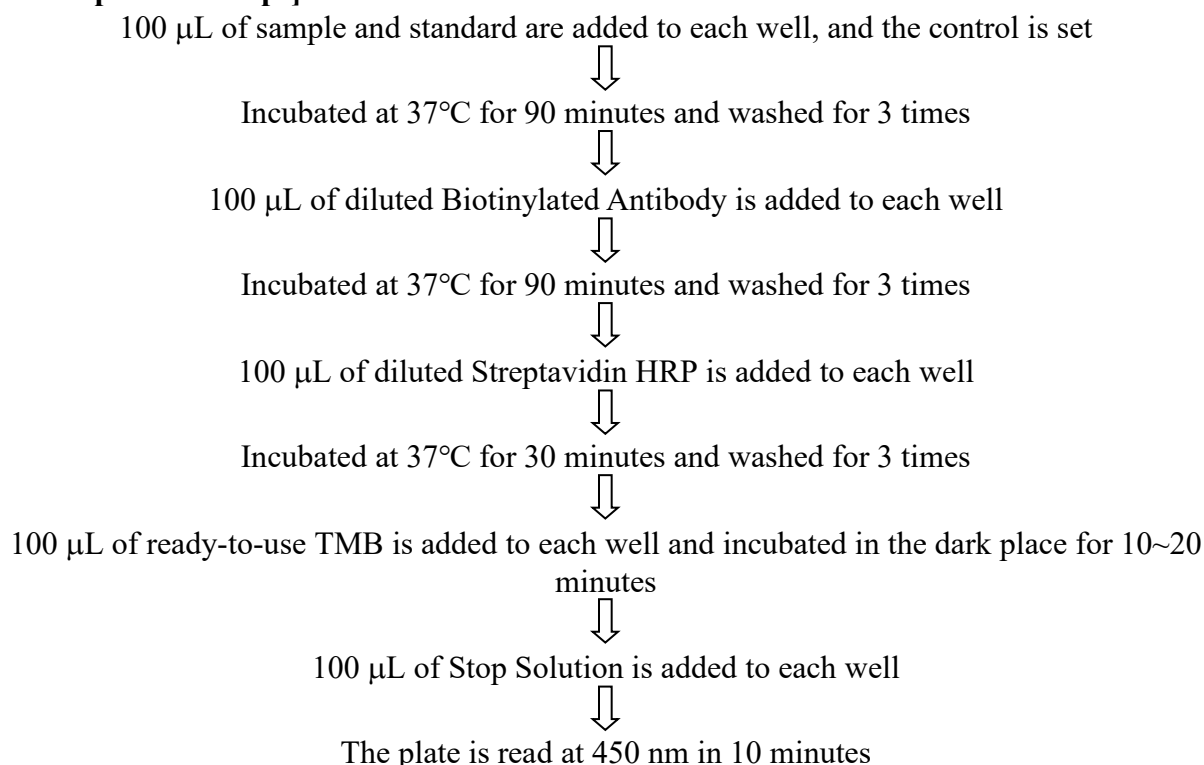 100 μL of sample and standard are added to each well, and the control is set
Incubated at 37℃ for 90 minutes and washed for 3 times
100 μL of diluted Biotinylated Antibody is added to each well
Incubated at 37℃ for 90 minutes and washed for 3 times
100 μL of diluted Streptavidin HRP is added to each well
Incubated at 37℃ for 30 minutes and washed for 3 times
100 μL of ready-to-use TMB is added to each well and incubated in the dark place for 10~20
minutes
100 μL of Stop Solution is added to each well
The plate is read at 450 nm in 10 minutes